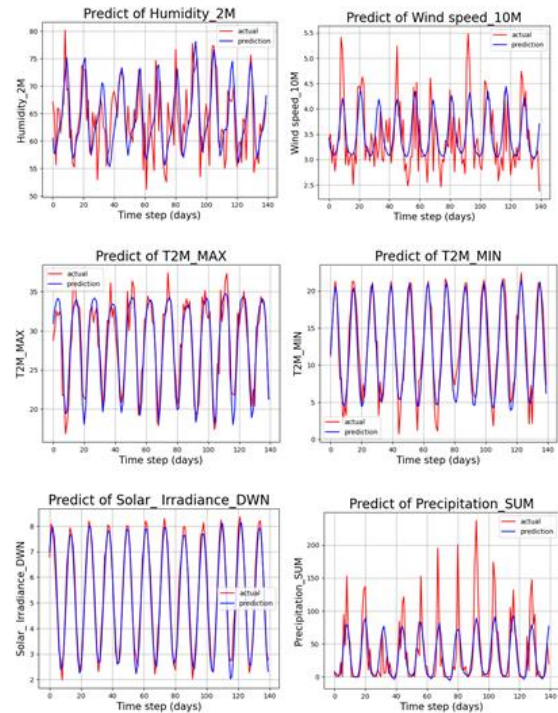 Predict of Humidity_2M
Humidity_2M
80
75
70
65
60
55
50
actual
prediction
0 20 40 60 80 100 120 140
Time step (days)
Predict of Wind speed_10M
Wind speed_10M
5.5
5.0
4.5
4.0
3.5
3.0
2.5
actual
prediction
0 20 40 60 80 100 120 140
Time step (days)
Predict of T2M_MAX
T2M_MAX
35
30
25
20
actual
prediction
0 20 40 60 80 100 120 140
Time step (days)
Predict of T2M_MIN
T2M_MIN
20
15
10
5
0
actual
prediction
0 20 40 60 80 100 120 140
Time step (days)
Predict of Solar_ Irradiance_DWN
Solar_ Irradiance_DWN
8
7
6
5
4
3
2
actual
prediction
0 20 40 60 80 100 120 140
Time step (days)
Predict of Precipitation_SUM
Precipitation_SUM
200
150
100
50
0
actual
prediction
0 20 40 60 80 100 120 140
Time step (days)